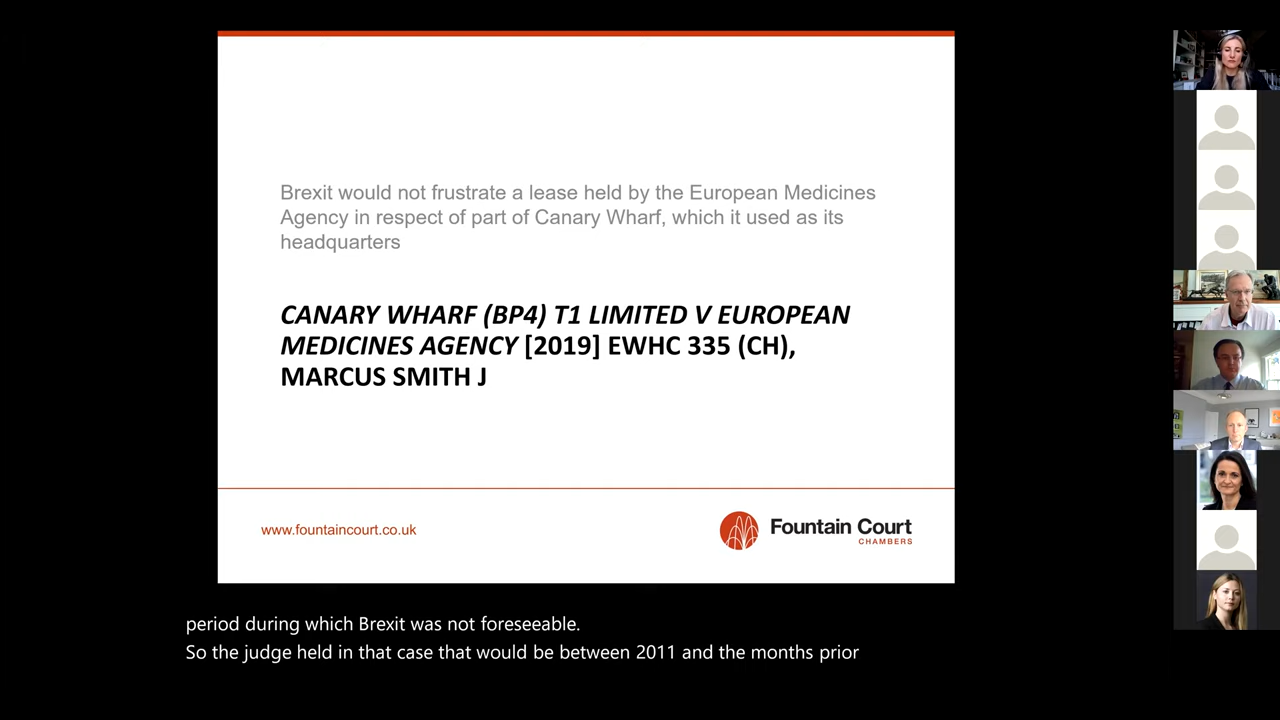 Brexit would not frustrate a lease held by the European Medicines
Agency in respect of part of Canary Wharf, which it used as its
headquarters
CANARY WHARF (BP4) T1 LIMITED V EUROPEAN
MEDICINES AGENCY [2019] EWHC 335 (CH),
MARCUS SMITH J
www.fountaincourt.co.uk
Fountain Court
CHAMBERS
period during which Brexit was not foreseeable.
So the judge held in that case that would be between 2011 and the months prior